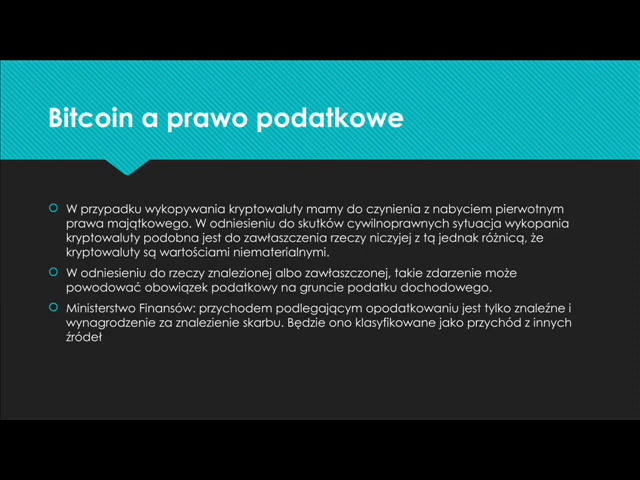 Bitcoin a prawo podatkowe
W przypadku wykopywania kryptowaluty mamy do czynienia z nabyciem pierwotnym
prawa majątkowego. W odniesieniu do skutków cywilnoprawnych sytuacja wykopania
kryptowaluty podobna jest do zawłaszczenia rzeczy niczyjej z tą jednak różnicą, że
kryptowaluty są wartościami niematerialnymi.
W odniesieniu do rzeczy znalezionej albo zawłaszczonej, takie zdarzenie może
powodować obowiązek podatkowy na gruncie podatku dochodowego.
Ministerstwo Finansów: przychodem podlegającym opodatkowaniu jest tylko znaleźne i
wynagrodzenie za znalezienie skarbu. Będzie ono klasyfikowane jako przychód z innych
źródeł